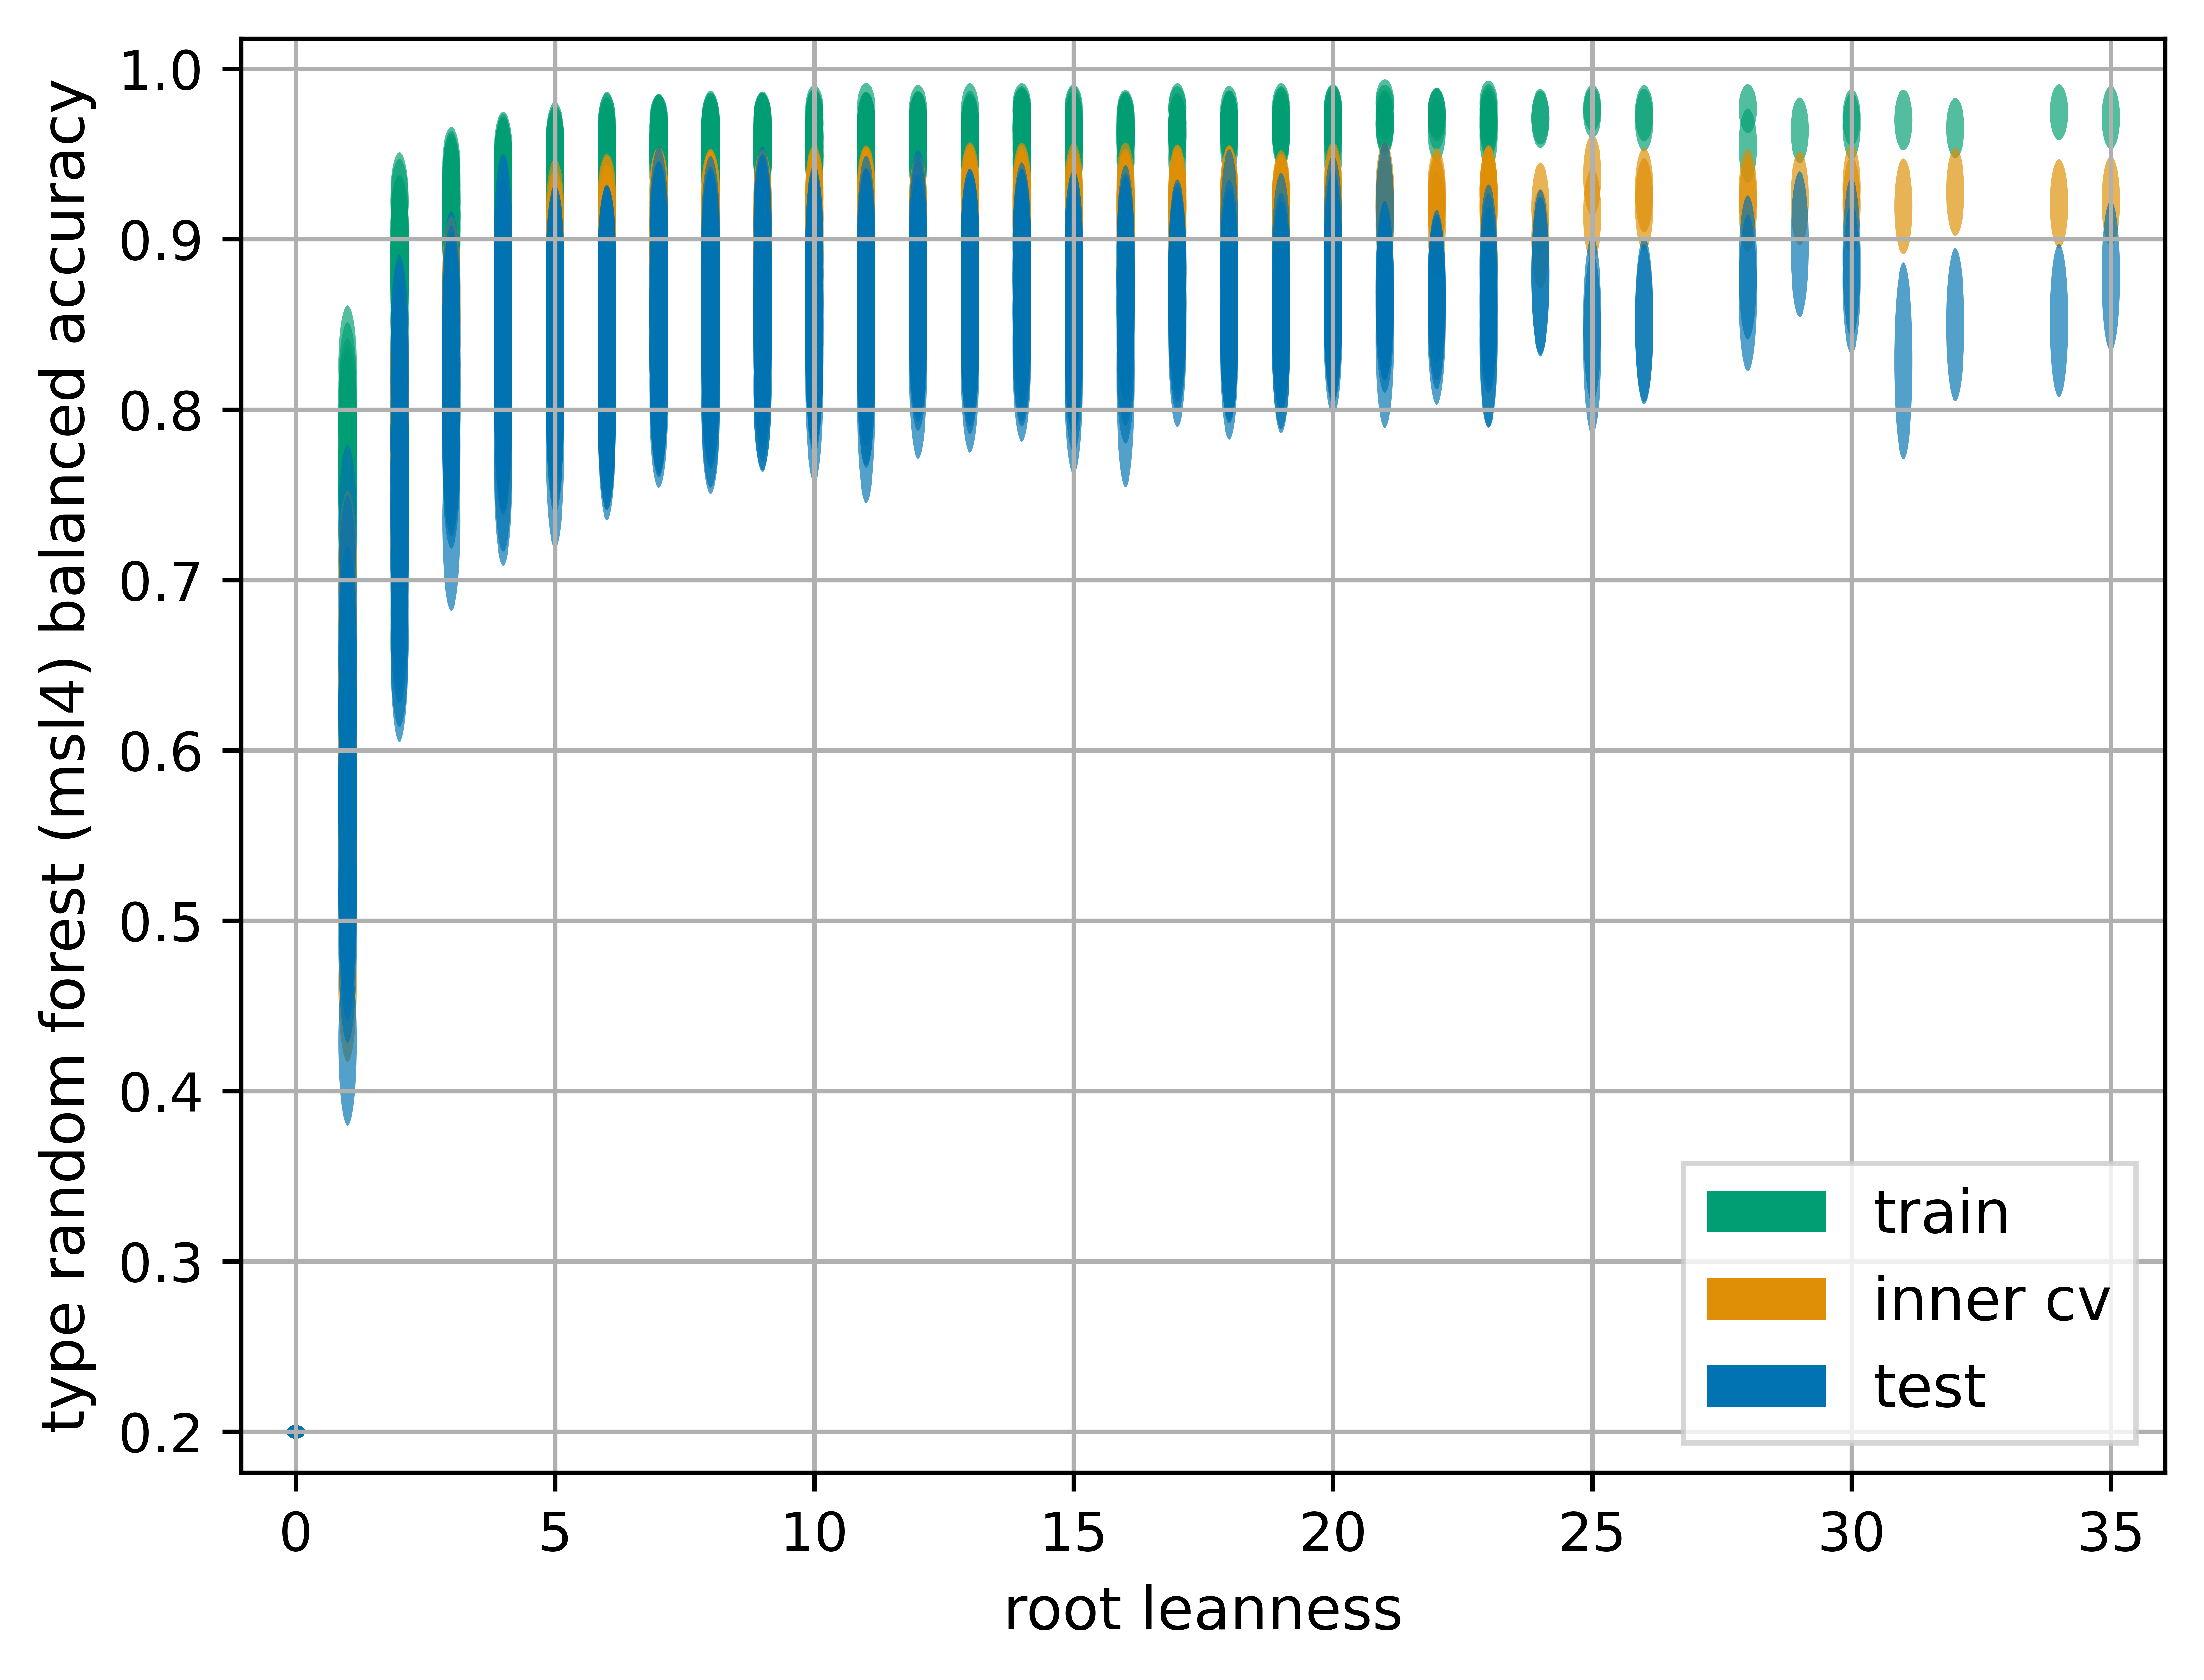 type random forest (msl4) balanced accuracy
1.0
0.9
0.8
0.7
0.6
0.5
0.4
0.3
0.2
train
inner cv
test
0 5 10 15 20 25 30 35
root leanness